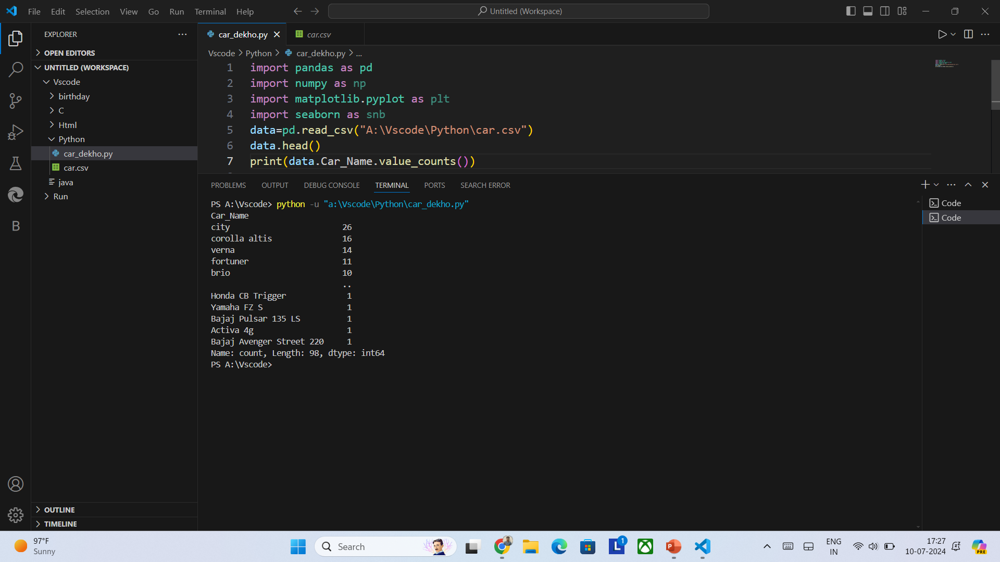 File Edit Selection View Go Run Terminal Help
Untitled (Workspace)
EXPLORER
OPEN EDITORS
UNTITLED (WORKSPACE)
Vscode
birthday
C
Html
Python
car_dekho.py
car.csv
java
Run
OUTLINE
TIMELINE
B
car_dekho.py
car.csv
Vscode > Python > car_dekho.py > ...
1 import pandas as pd
2 import numpy as np
3 import matplotlib.pyplot as plt
4 import seaborn as snb
5 data=pd.read_csv("A:\Vscode\Python\car.csv")
6 data.head()
7 print(data.Car_Name.value_counts())
PROBLEMS OUTPUT DEBUG CONSOLE TERMINAL PORTS SEARCH ERROR
PS A:\Vscode> python -u "a:\Vscode\Python\car_dekho.py"
Car_Name
city 26
corolla altis 16
verna 14
fortuner 11
brio 10
..
Honda CB Trigger 1
Yamaha FZ S 1
Bajaj Pulsar 135 LS 1
Activa 4g 1
Bajaj Avenger Street 220 1
Name: count, Length: 98, dtype: int64
PS A:\Vscode>
Code
Code
97°F
Sunny
Search
L
1
P
ENG
IN
17:27
10-07-2024
PRE